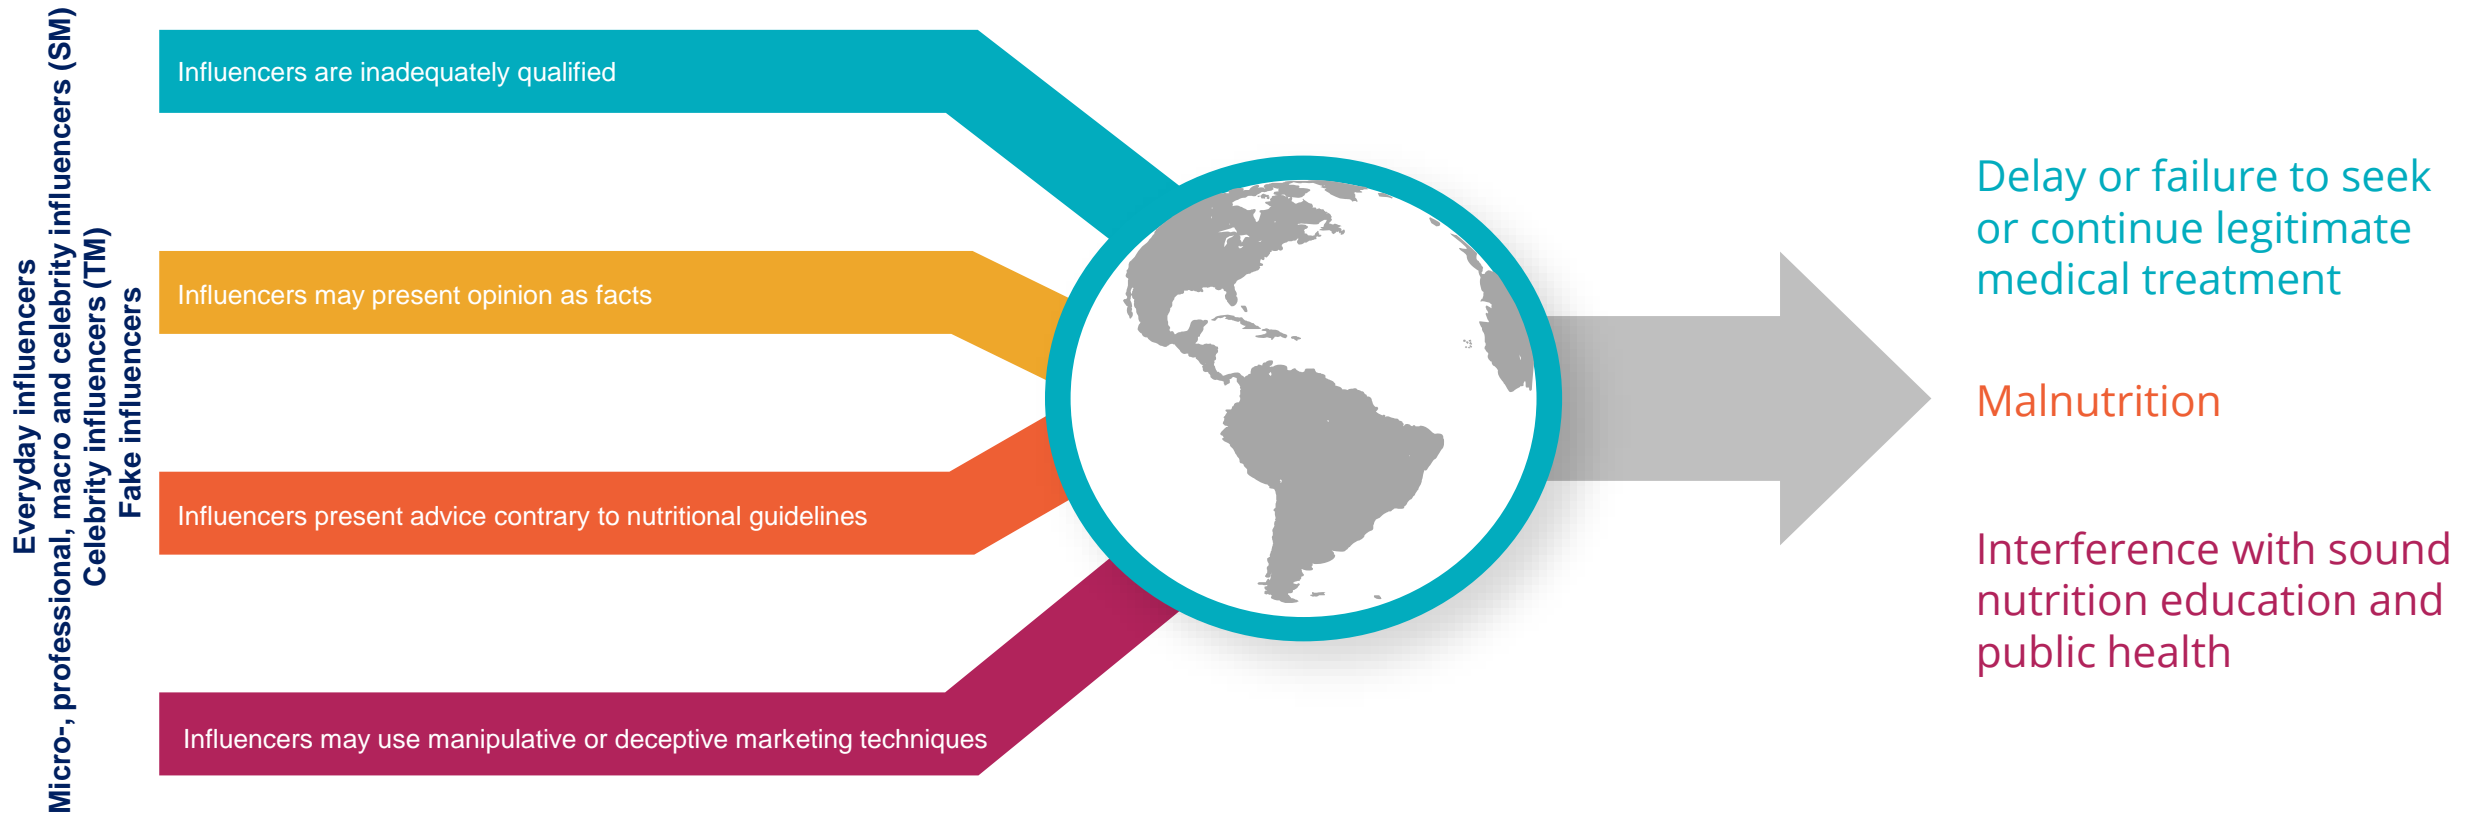 Everyday influencers
Micro-, professional, macro and celebrity influencers (SM)
Celebrity influencers (TM)
Fake influencers
Influencers are inadequately qualified
Influencers may present opinion as facts
Influencers present advice contrary to nutritional guidelines
Influencers may use manipulative or deceptive marketing techniques
Delay or failure to seek
or continue legitimate
medical treatment
Malnutrition
Interference with sound
nutrition education and
public health